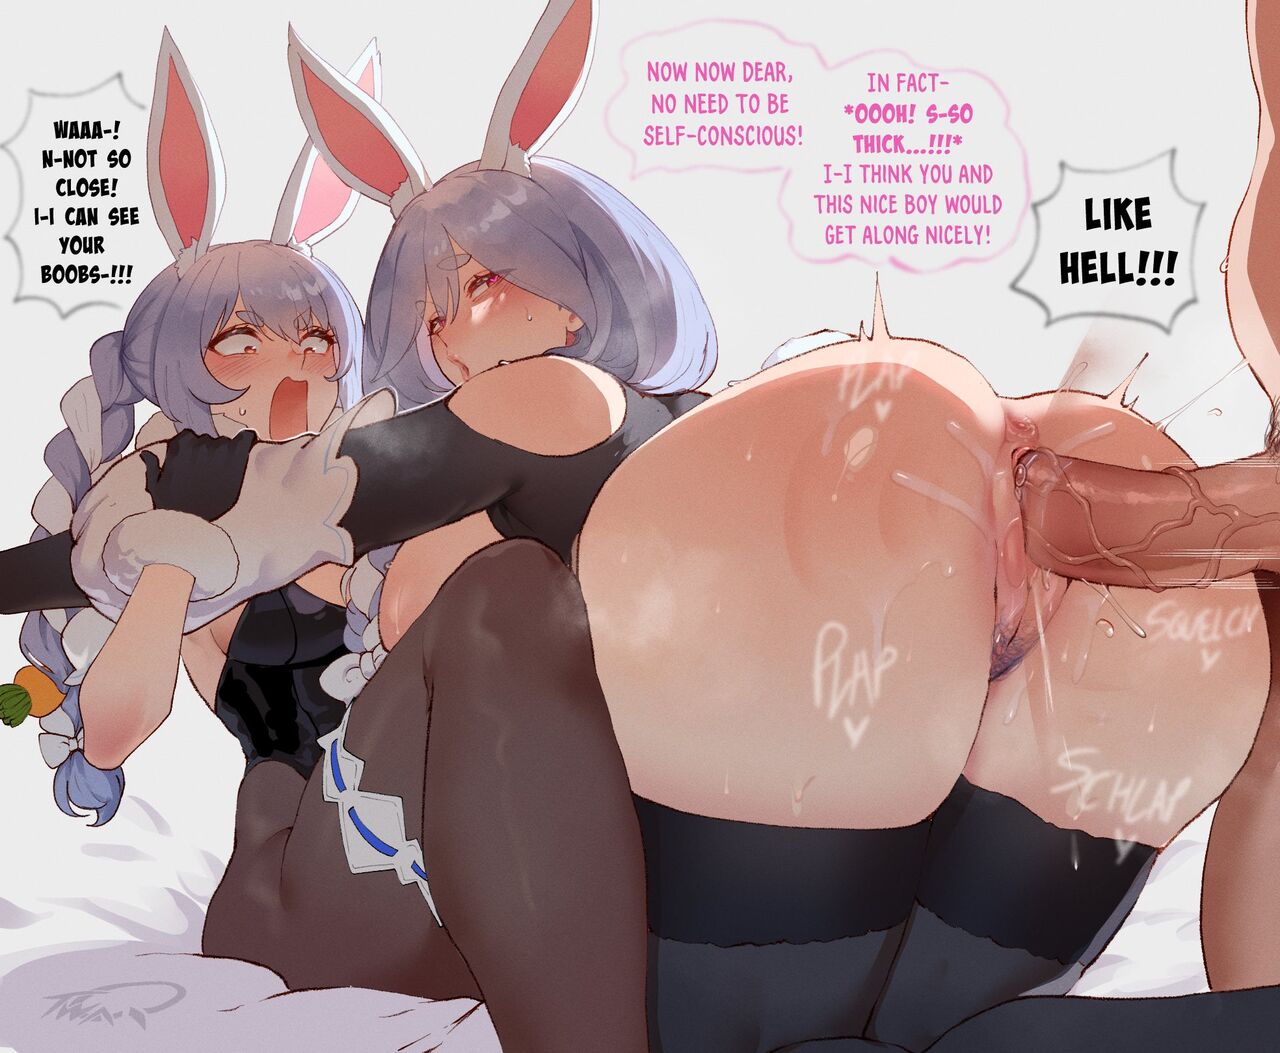 WAAA-!
N-NOT SO
CLOSE!
I-I CAN SEE
YOUR
BOOBS-!!!
NOW NOW DEAR,
NO NEED TO BE
SELF-CONSCIOUS!
IN FACT-
*OOOH! S-SO
THICK...!!!*
I-I THINK YOU AND
THIS NICE BOY WOULD
GET ALONG NICELY!
LIKE
HELL!!!
PLAP
PLAP
SQUELCH
SCHLAP